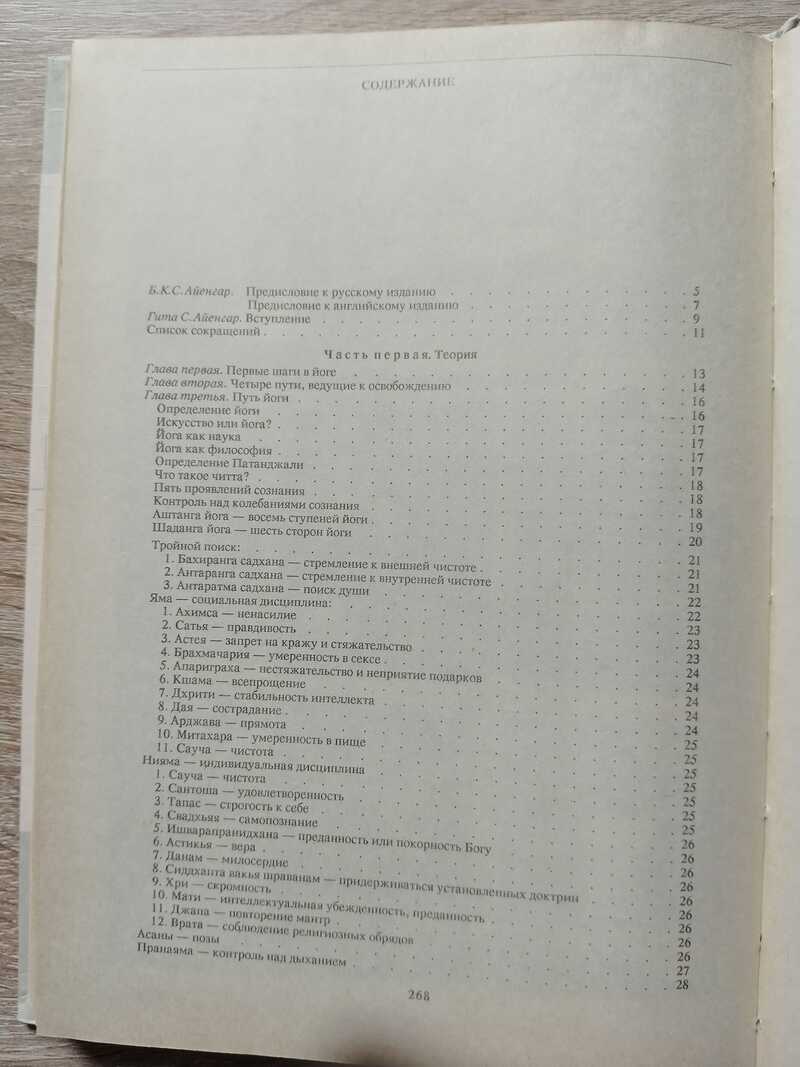 СОДЕРЖАНИЕ
Б.К.С.Айенгар. Предисловие к русскому изданию . . . 5
Предисловие к английскому изданию . . . 7
Гита С.Айенгар. Вступление . . . 9
Список сокращений . . . 11
Часть первая. Теория
Глава первая. Первые шаги в йоге . . . 13
Глава вторая. Четыре пути, ведущие к освобождению . . . 14
Глава третья. Путь йоги . . . 16
Определение йоги . . . 16
Искусство или йога? . . . 17
Йога как наука . . . 17
Йога как философия . . . 17
Определение Патанджали . . . 17
Что такое читта? . . . 18
Пять проявлений сознания . . . 18
Контроль над колебаниями сознания . . . 18
Аштанга йога — восемь ступеней йоги . . . 19
Шаданга йога — шесть сторон йоги . . . 20
Тройной поиск: . . . 21
1. Бахиранга садхана — стремление к внешней чистоте . . . 21
2. Антаранга садхана — стремление к внутренней чистоте . . . 21
3. Антаратма садхана — поиск души . . . 22
Яма — социальная дисциплина: . . . 22
1. Ахимса — ненасилие . . . 23
2. Сатья — правдивость . . . 23
3. Астея — запрет на кражу и стяжательство . . . 23
4. Брахмачария — умеренность в сексе . . . 24
5. Апариграха — нестяжательство и неприятие подарков . . . 24
6. Кшама — всепрощение . . . 24
7. Дхрити — стабильность интеллекта . . . 24
8. Дая — сострадание . . . 24
9. Арджава — прямота . . . 25
10. Митахара — умеренность в пище . . . 25
11. Сауча — чистота . . . 25
Нияма — индивидуальная дисциплина . . . 25
1. Сауча — чистота . . . 25
2. Сантоша — удовлетворенность . . . 25
3. Тапас — строгость к себе . . . 25
4. Свадхьяя — самопознание . . . 26
5. Ишварапранидхана — преданность или покорность Богу . . . 26
6. Астикья — вера . . . 26
7. Данам — милосердие . . . 26
8. Сиддханта вакья шраванам — придерживаться установленных доктрин . . . 26
9. Хри — скромность . . . 26
10. Мати — интеллектуальная убежденность, преданность . . . 26
11. Джапа — повторение мантр . . . 26
12. Врата — соблюдение религиозных обрядов . . . 26
Асаны — позы . . . 27
Пранаяма — контроль над дыханием . . . 28
268